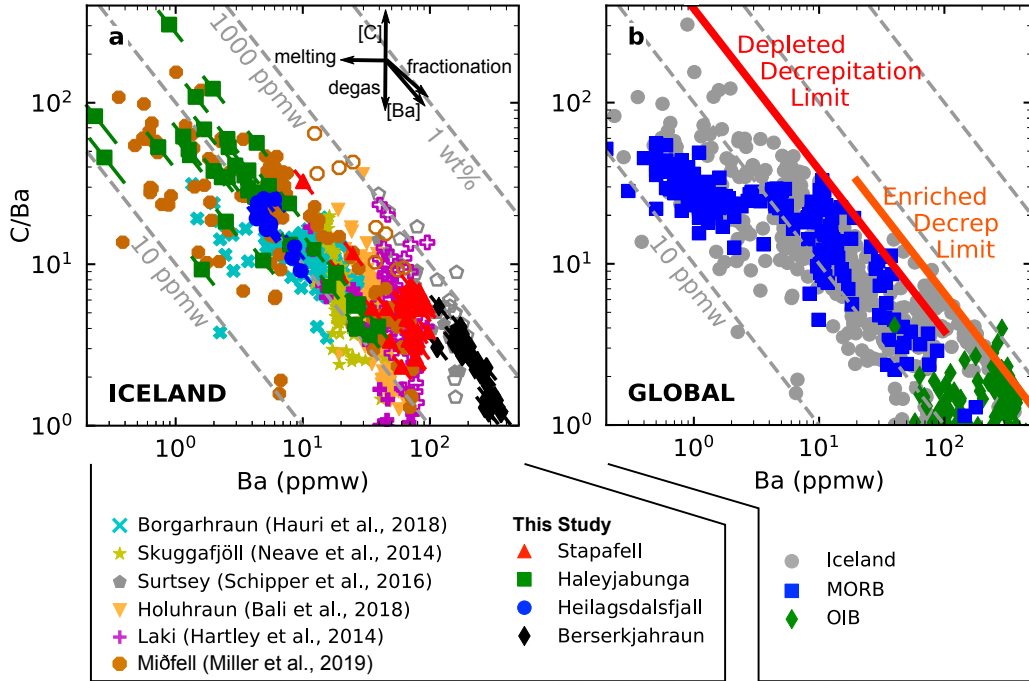 a
[C]
melting
fractionation
degas
[Ba]
1000 ppmw
1 wt%
10 ppmw
ICELAND
C/Ba
10²
10¹
10⁰
10⁰
10¹
10²
Ba (ppmw)
b
Depleted
Decrepitation
Limit
Enriched
Decrep
Limit
10 ppmw
GLOBAL
C/Ba
10²
10¹
10⁰
10⁰
10¹
10²
Ba (ppmw)
Borgarhraun (Hauri et al., 2018)
Skuggafjöll (Neave et al., 2014)
Surtsey (Schipper et al., 2016)
Holuhraun (Bali et al., 2018)
Laki (Hartley et al., 2014)
Miðfell (Miller et al., 2019)
This Study
Stapafell
Haleyjabunga
Heilagsdalsfjall
Berserkjahraun
Iceland
MORB
OIB